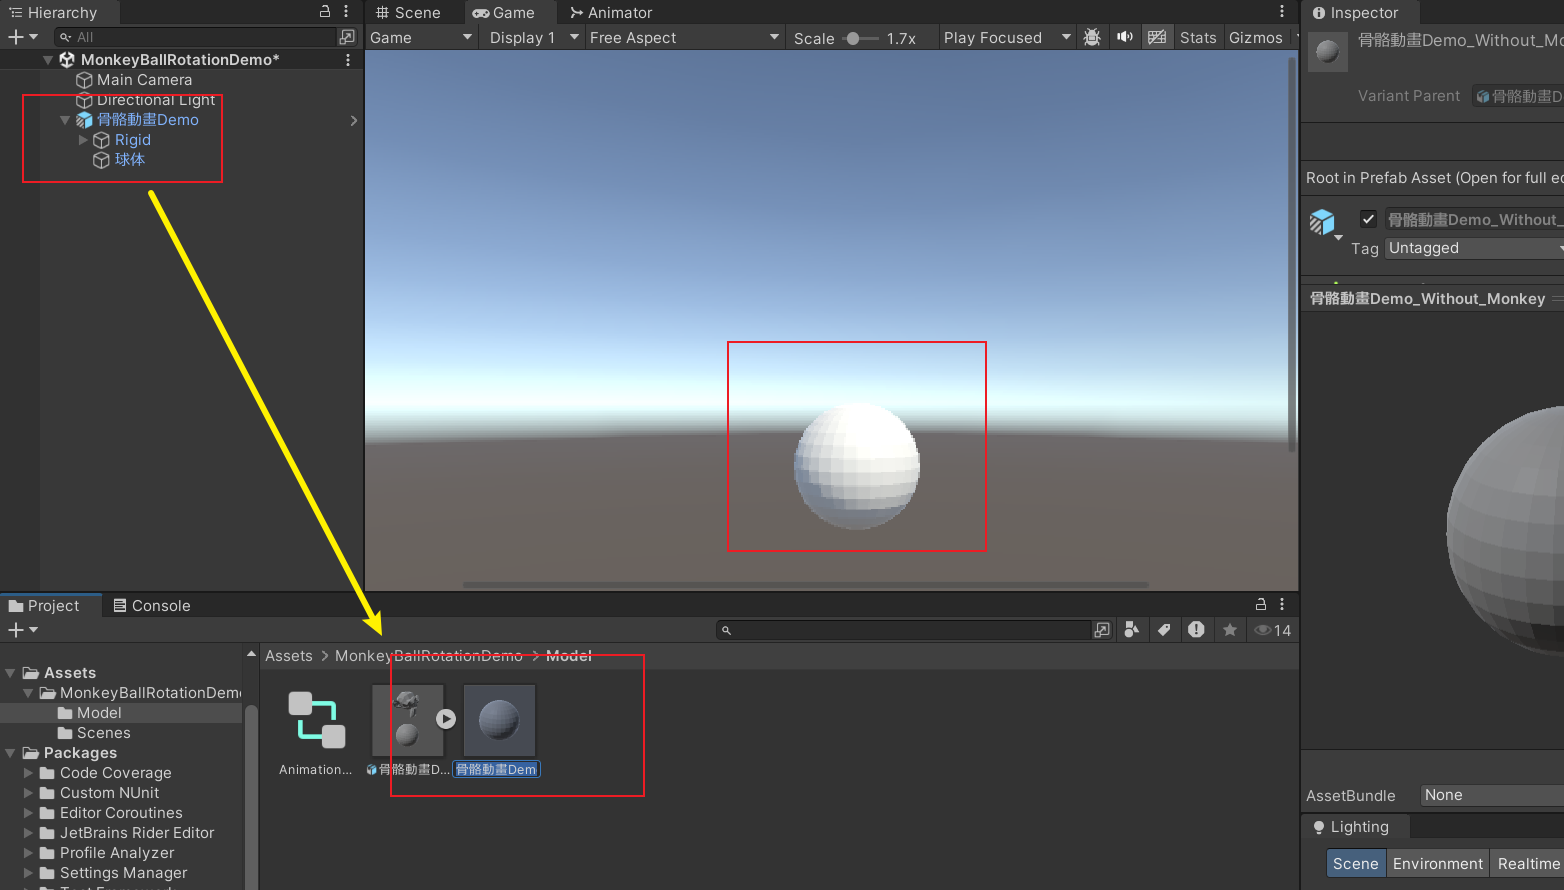 Hierarchy
All
MonkeyBallRotationDemo*
Main Camera
Directional Light
骨骼動畫Demo
Rigid
球体
Scene Game Animator
Game Display 1 Free Aspect Scale 1.7x Play Focused Stats Gizmos
Inspector
骨骼動畫Demo_Without_Mo
Variant Parent 骨骼動畫D
Root in Prefab Asset (Open for full e
骨骼動畫Demo_Without_
Tag Untagged
骨骼動畫Demo_Without_Monkey
Project Console
14
Assets
MonkeyBallRotationDem
Model
Scenes
Packages
Code Coverage
Custom NUnit
Editor Coroutines
JetBrains Rider Editor
Profile Analyzer
Settings Manager
Assets > MonkeyBallRotationDemo > Model
Animation...
骨骼動畫D...
骨骼動畫Dem
AssetBundle None
Lighting
Scene Environment Realtime